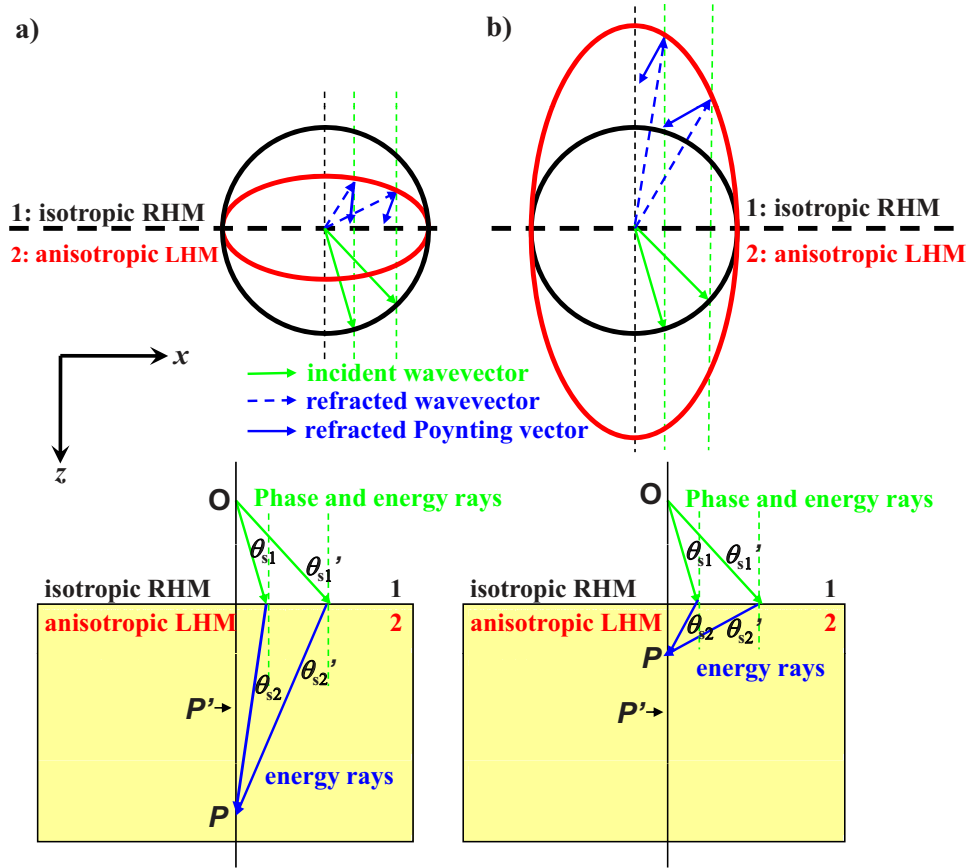 a)
b)
1: isotropic RHM
2: anisotropic LHM
1: isotropic RHM
2: anisotropic LHM
x
z
incident wavevector
refracted wavevector
refracted Poynting vector
O
Phase and energy rays
θs1
θs1’
isotropic RHM
1
anisotropic LHM
2
θs2
θs2’
P’
energy rays
P
O
Phase and energy rays
θs1
θs1’
isotropic RHM
1
anisotropic LHM
2
θs2
θs2’
P
energy rays
P’